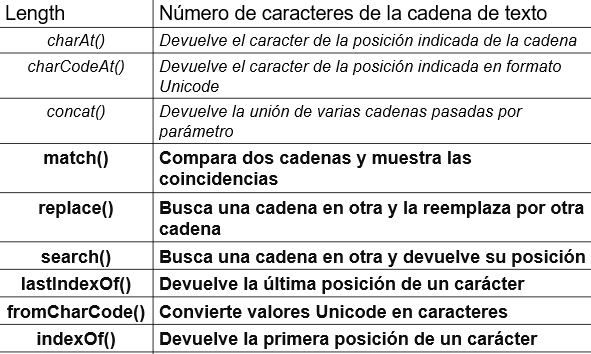 Length Número de caracteres de la cadena de texto
charAt() Devuelve el caracter de la posición indicada de la cadena
charCodeAt() Devuelve el caracter de la posición indicada en formato
Unicode
concat() Devuelve la unión de varias cadenas pasadas por
parámetro
match() Compara dos cadenas y muestra las
coincidencias
replace() Busca una cadena en otra y la reemplaza por otra
cadena
search() Busca una cadena en otra y devuelve su posición
lastIndexOf() Devuelve la última posición de un carácter
fromCharCode() Convierte valores Unicode en caracteres
indexOf() Devuelve la primera posición de un carácter